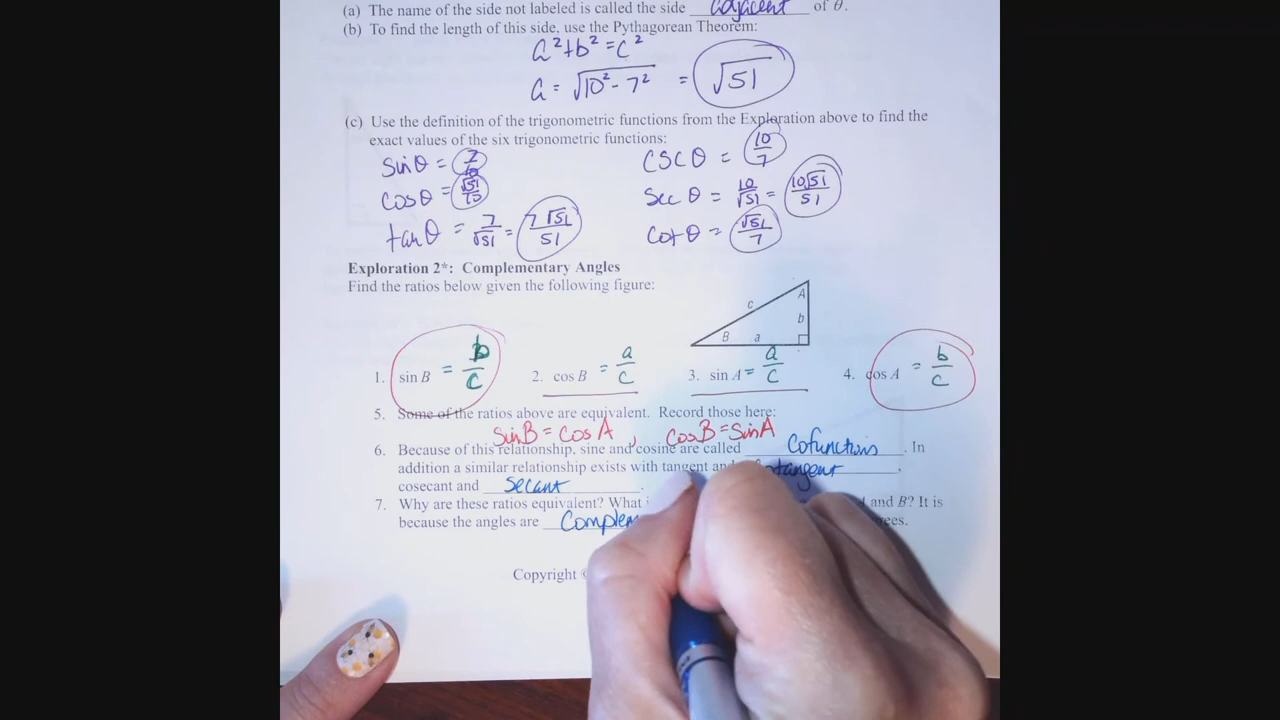 (a) The name of the side not labeled is called the side adjacent of θ.
(b) To find the length of this side, use the Pythagorean Theorem:
a² + b² = c²
a = √10² - 7² = √51
(c) Use the definition of the trigonometric functions from the Exploration above to find the
exact values of the six trigonometric functions:
sin θ = 7/10 csc θ = 10/7
cos θ = √51/10 sec θ = 10/√51 = 10√51/51
tan θ = 7/√51 = 7√51/51 cot θ = √51/7
Exploration 2*: Complementary Angles
Find the ratios below given the following figure:
A
c
b
B a
1. sin B = b/c 2. cos B = a/c 3. sin A = a/c 4. cos A = b/c
5. Some of the ratios above are equivalent. Record those here:
sinB = cosA, cosB = sinA
6. Because of this relationship, sine and cosine are called cofunctions. In
addition a similar relationship exists with tangent and tangent,
cosecant and secant.
7. Why are these ratios equivalent? What and B? It is
because the angles are Complem
Copyright ©